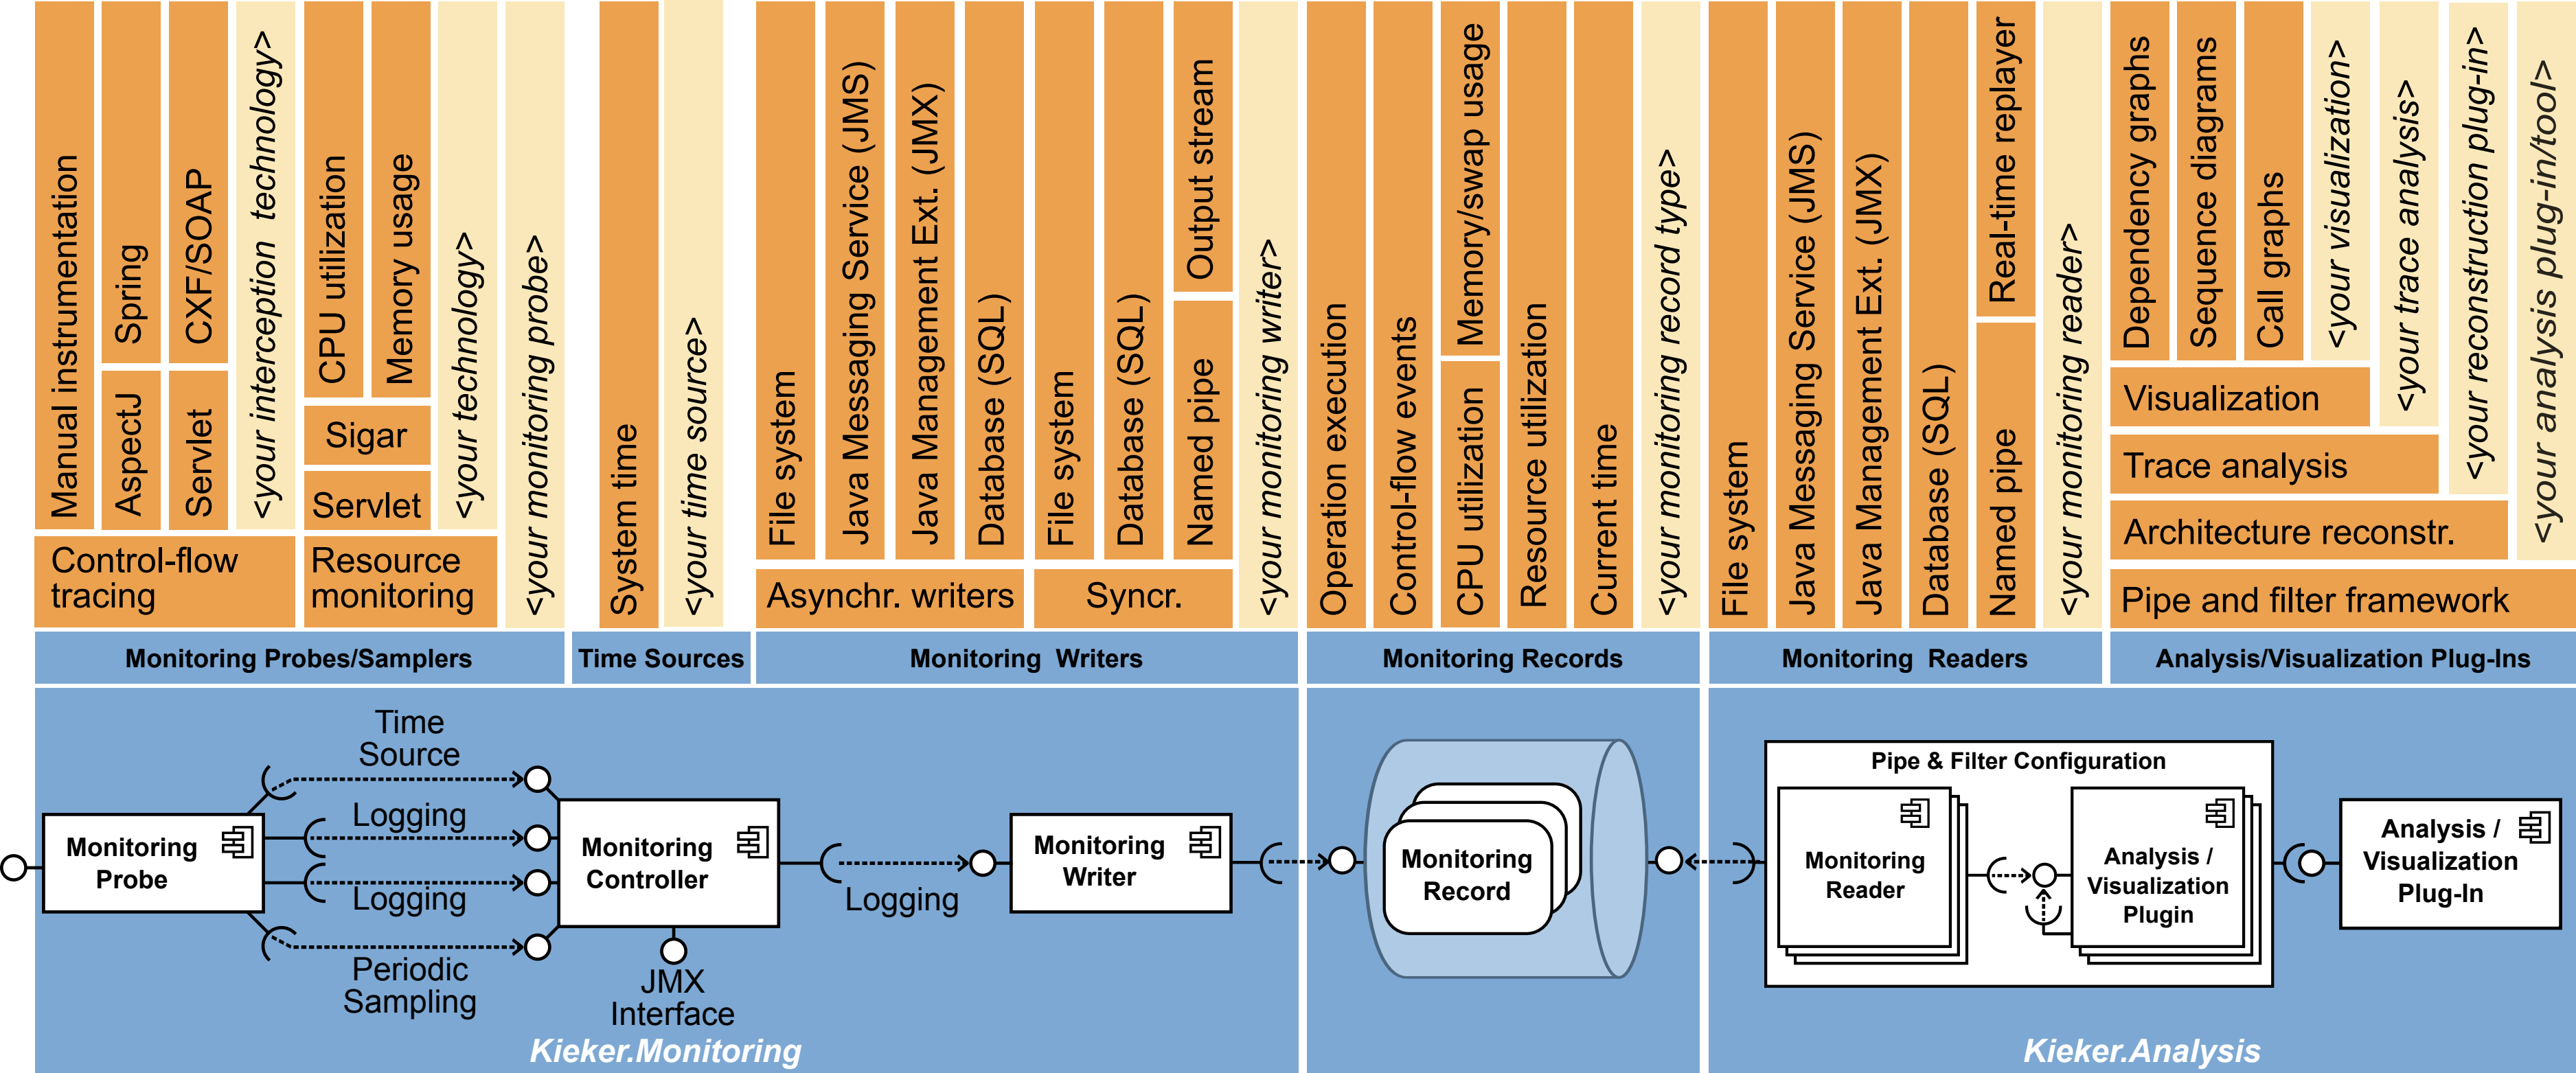 Manual instrumentation
Spring
AspectJ
CXF/SOAP
Servlet
<your interception  technology>
CPU utilization
Memory usage
Sigar
Servlet
<your technology>
Control-flow
tracing
Resource
monitoring
<your monitoring probe>
System time
<your time source>
File system
Java Messaging Service (JMS)
Java Management Ext. (JMX)
Database (SQL)
File system
Database (SQL)
Output stream
Named pipe
Asynchr. writers
Syncr.
<your monitoring writer>
Operation execution
Control-flow events
Memory/swap usage
CPU utilization
Resource utilization
Current time
<your monitoring record type>
File system
Java Messaging Service (JMS)
Java Management Ext. (JMX)
Database (SQL)
Real-time replayer
Named pipe
<your monitoring reader>
Dependency graphs
Sequence diagrams
Call graphs
<your visualization>
Visualization
<your trace analysis>
Trace analysis
<your reconstruction plug-in>
Architecture reconstr.
<your analysis plug-in/tool>
Pipe and filter framework
Monitoring Probes/Samplers
Time Sources
Monitoring  Writers
Monitoring Records
Monitoring  Readers
Analysis/Visualization Plug-Ins
Time
Source
Logging
Logging
Periodic
Sampling
Monitoring
Probe
Monitoring
Controller
JMX
Interface
Logging
Monitoring
Writer
Monitoring
Record
Pipe & Filter Configuration
Monitoring
Reader
Analysis /
Visualization
Plugin
Analysis /
Visualization
Plug-In
Kieker.Monitoring
Kieker.Analysis